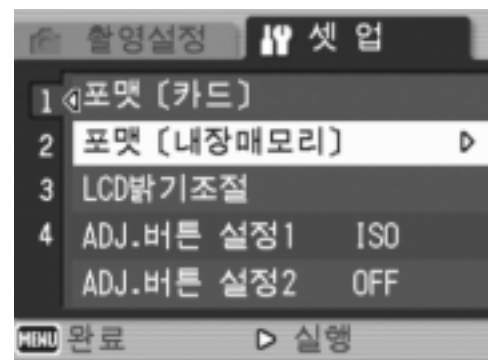 촬영설정 셋업
1 포맷 [카드]
2 포맷 [내장매모리]
3 LCD밝기조절
4 ADJ.버튼 설정1 ISO
ADJ.버튼 설정2 OFF
MENU 완료 실행